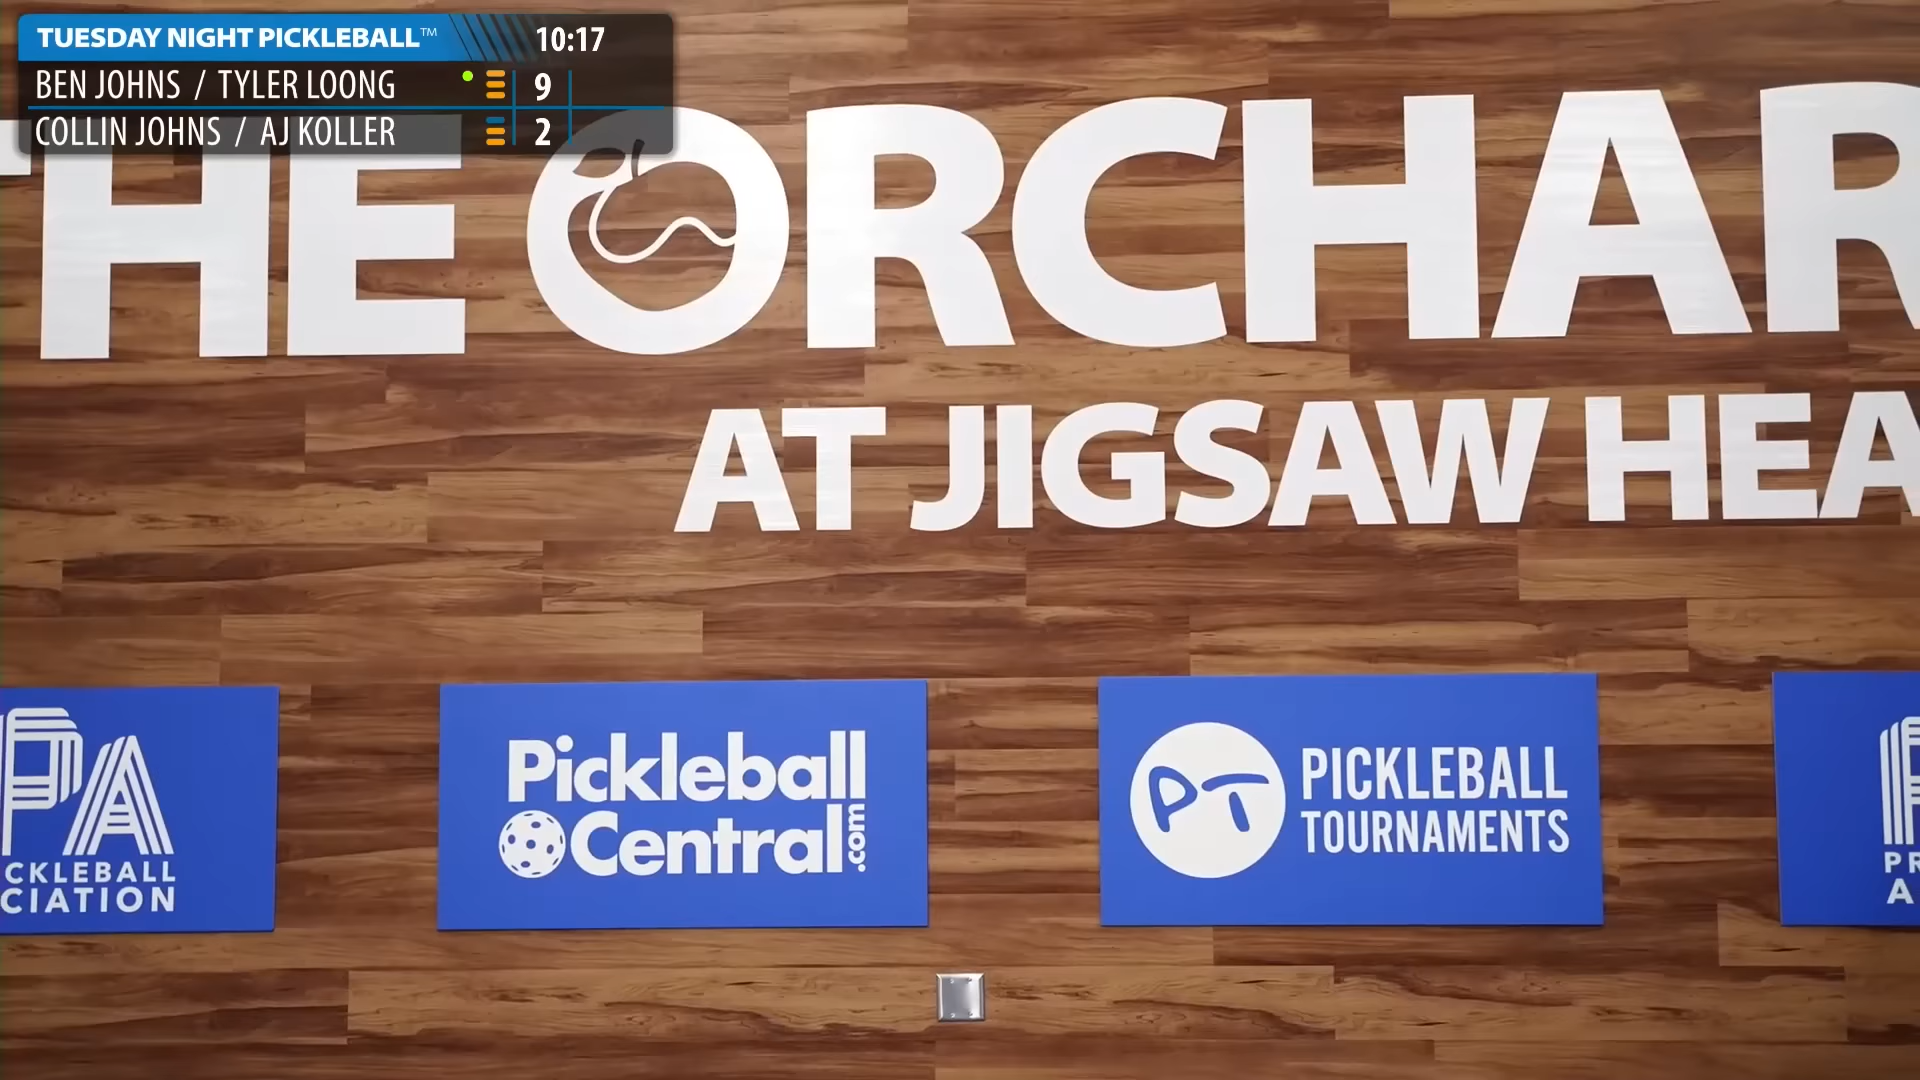 TUESDAY NIGHT PICKLEBALL™ 10:17
BEN JOHNS / TYLER LOONG 9
COLLIN JOHNS / AJ KOLLER 2
THE ORCHAR
AT JIGSAW HEA
PA
CKLEBALL
CIATION
Pickleball
Central.com
PT PICKLEBALL
TOURNAMENTS
P
PR
A